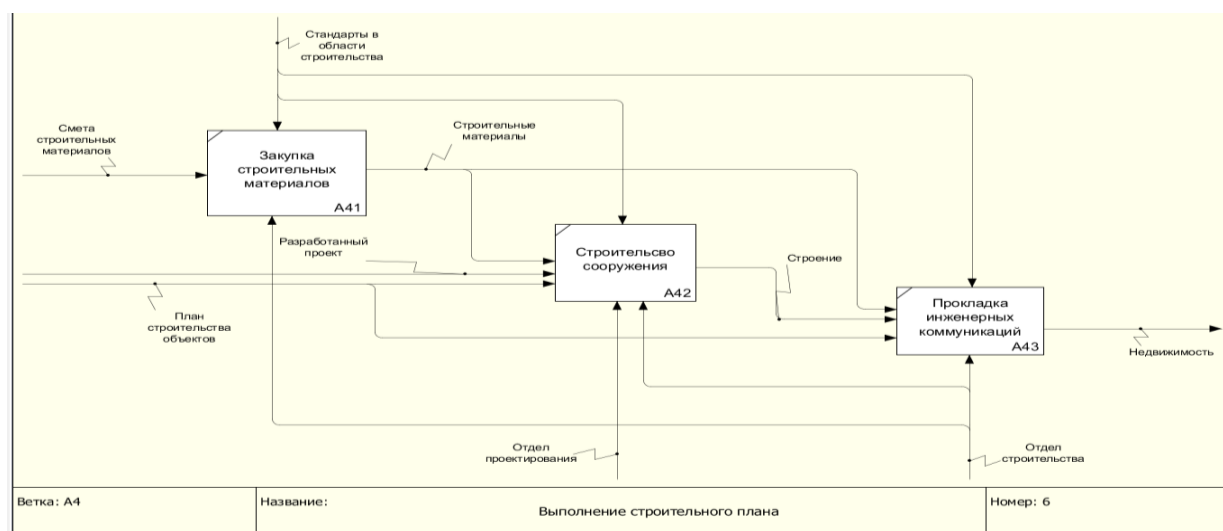 Стандарты в
области
строительства
Смета
строительных
материалов
Закупка
строительных
материалов
A41
Строительные
материалы
Разработанный
проект
План
строительства
объектов
Строительсво
сооружения
A42
Строение
Прокладка
инженерных
коммуникаций
A43
Недвижимость
Отдел
проектирования
Отдел
строительства
Ветка: A4
Название:
Выполнение строительного плана
Номер: 6